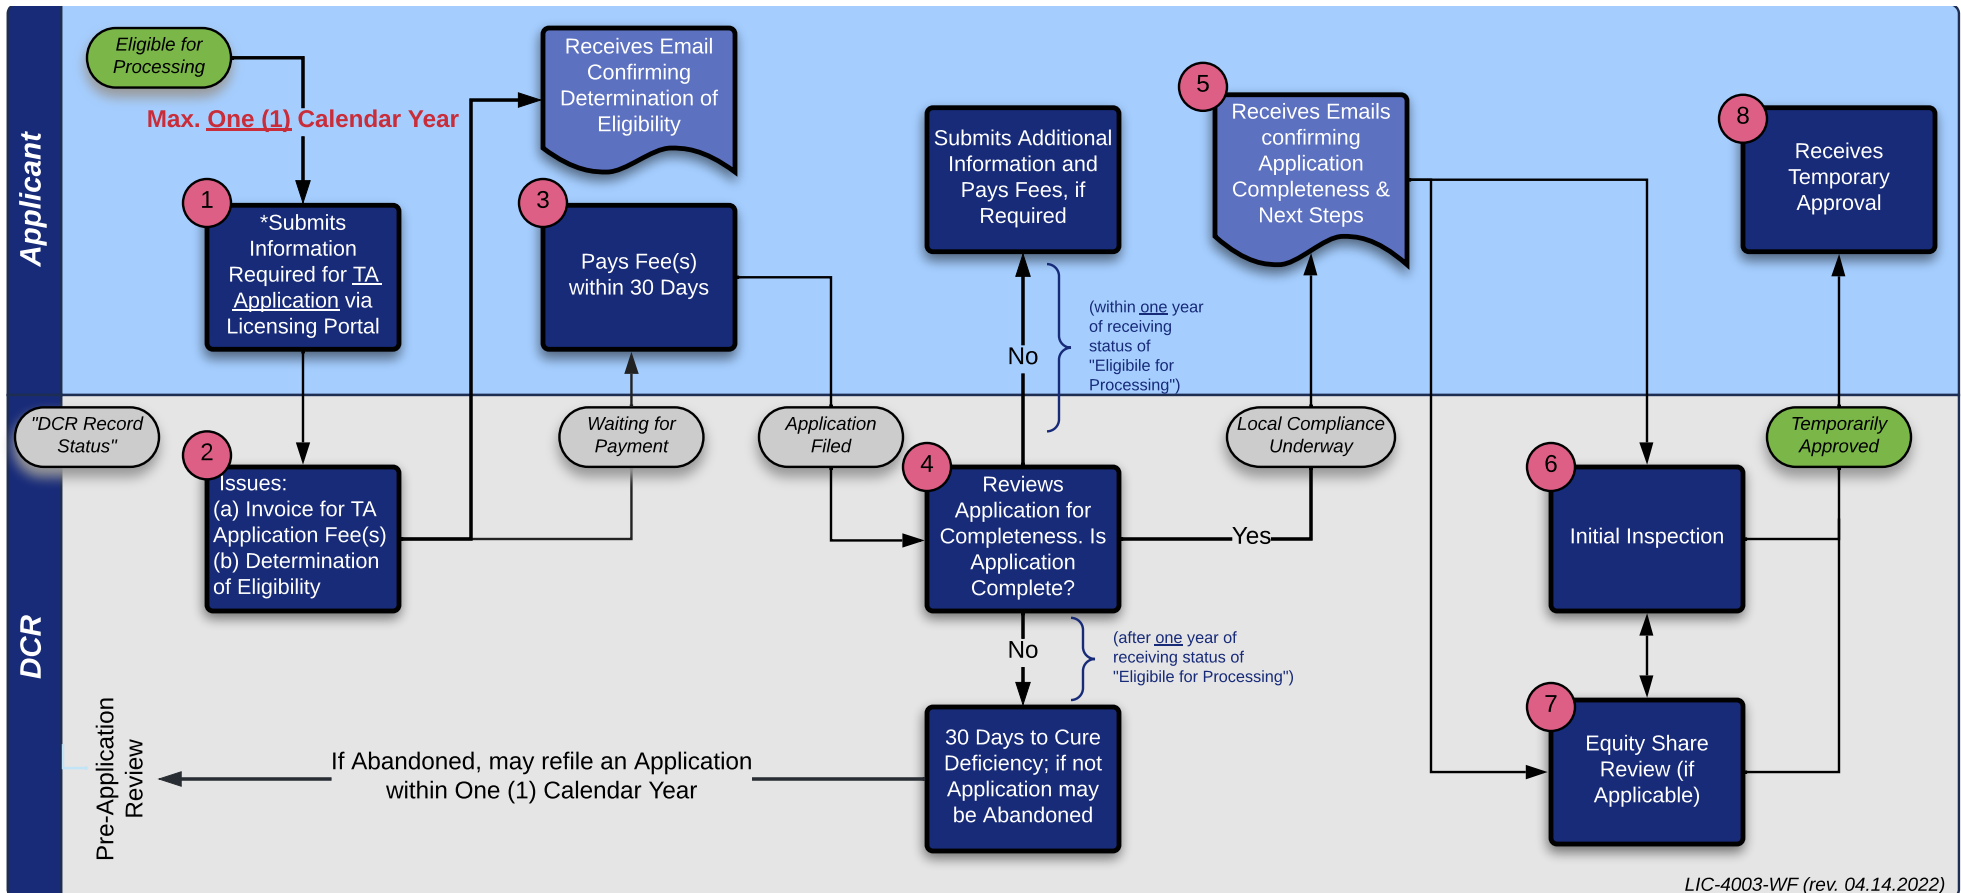 Applicant
Eligible for
Processing
Max. One (1) Calendar Year
1
*Submits
Information
Required for TA
Application via
Licensing Portal
Receives Email
Confirming
Determination of
Eligibility
3
Pays Fee(s)
within 30 Days
Submits Additional
Information and
Pays Fees, if
Required
No
(within one year
of receiving
status of
"Eligibile for
Processing")
5
Receives Emails
confirming
Application
Completeness &
Next Steps
8
Receives
Temporary
Approval
DCR
"DCR Record
Status"
2
Issues:
(a) Invoice for TA
Application Fee(s)
(b) Determination
of Eligibility
Waiting for
Payment
Application
Filed
4
Reviews
Application for
Completeness. Is
Application
Complete?
Yes
Local Compliance
Underway
6
Initial Inspection
Temporarily
Approved
No
(after one year of
receiving status of
"Eligibile for Processing")
30 Days to Cure
Deficiency; if not
Application may
be Abandoned
If Abandoned, may refile an Application
within One (1) Calendar Year
Pre-Application
Review
7
Equity Share
Review (if
Applicable)
LIC-4003-WF (rev. 04.14.2022)